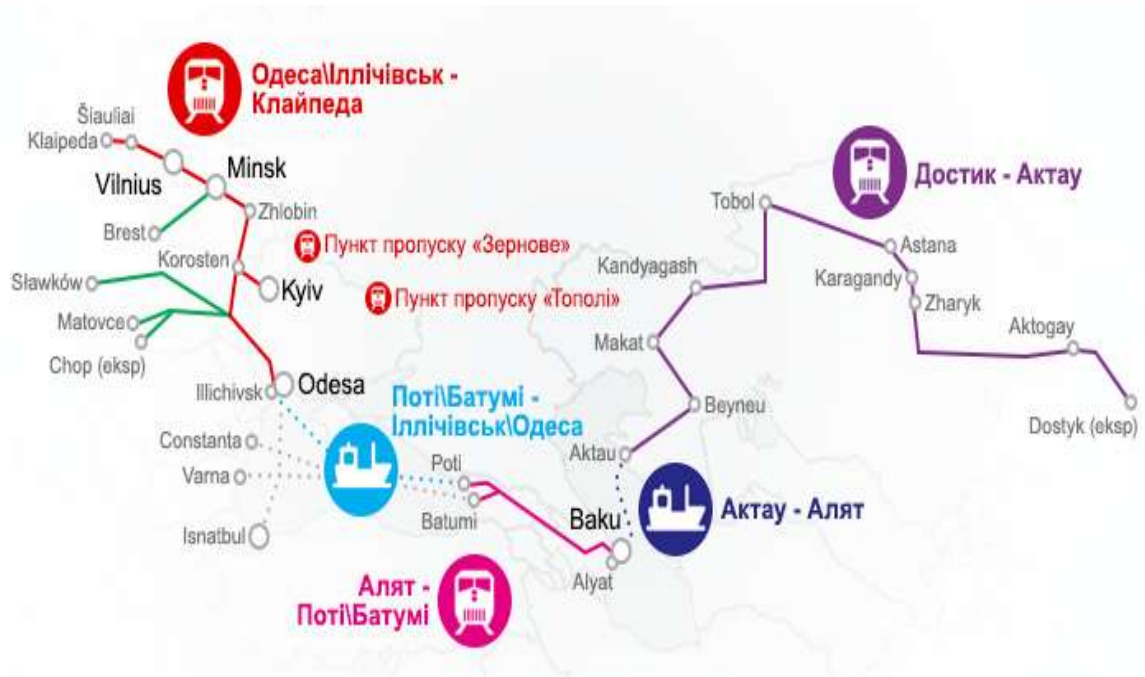 Одеса\Іллічівськ -
Клайпеда
Šiauliai
Klaipeda
Vilnius
Minsk
Brest
Zhlobin
Korosten
Пункт пропуску «Зернове»
Sławków
Kyiv
Пункт пропуску «Тополі»
Matovce
Chop (eksp)
Illichivsk
Odesa
Поті\Батумі -
Іллічівськ\Одеса
Constanta
Varna
Isnatbul
Poti
Batumi
Baku
Alyat
Алят -
Поті\Батумі
Достик - Актау
Tobol
Astana
Kandyagash
Karagandy
Zharyk
Makat
Aktogay
Beyneu
Dostyk (eksp)
Aktau
Актау - Алят